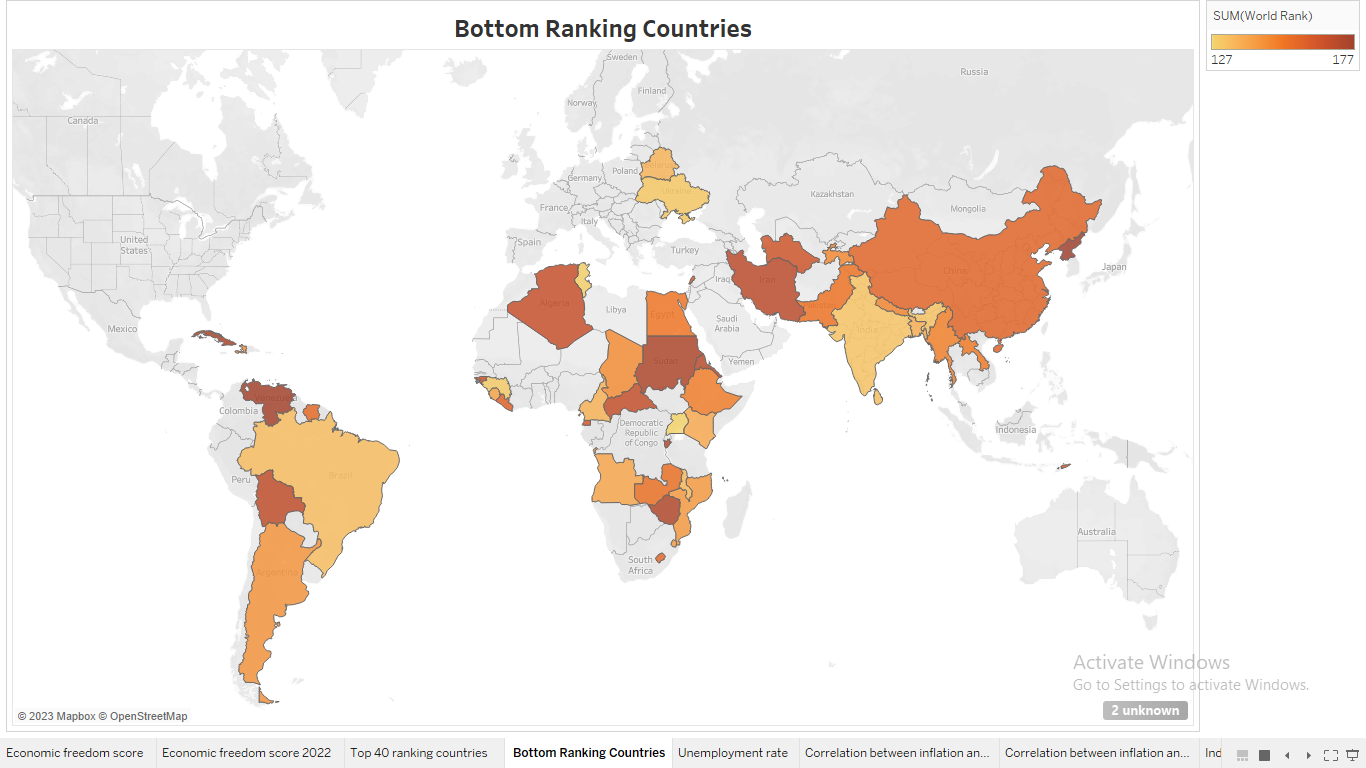 Bottom Ranking Countries
SUM(World Rank)
127 177
Sweden
Russia
Finland
Norway
Canada
Poland
Germany
Kazakhstan
Ukraine
France
Mongolia
Italy
United
States
Spain
Turkey
Japan
China
Iraq
Iran
Algeria
Libya
Egypt
Saudi
Arabia
Mexico
India
Sudan
Yemen
Venezuela
Colombia
Democratic
Republic
of Congo
Indonesia
Peru
Brazil
Australia
South
Africa
Argentina
Activate Windows
Go to Settings to activate Windows.
2 unknown
© 2023 Mapbox © OpenStreetMap
Economic freedom score Economic freedom score 2022 Top 40 ranking countries Bottom Ranking Countries Unemployment rate Correlation between inflation an... Correlation between inflation an... Ind